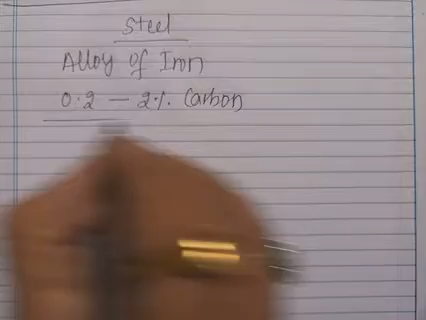 Steel
Alloy of Iron
0.2 — 2%. Carbon